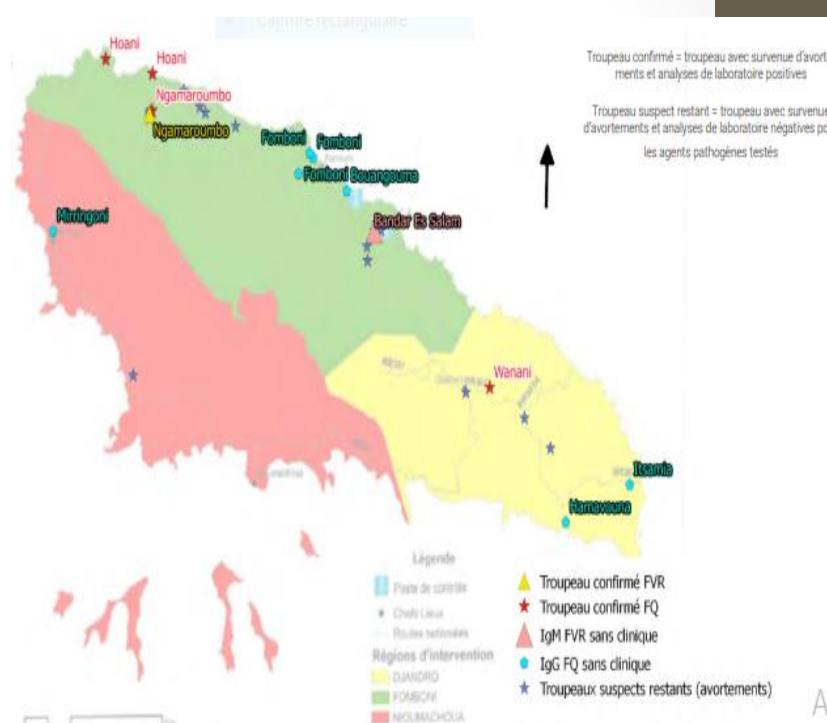 Capture rectangulaire
Troupeau confirmé = troupeau avec survenue d'avorte
ments et analyses de laboratoire positives
Troupeau suspect restant = troupeau avec survenue
d'avortements et analyses de laboratoire négatives po
les agents pathogènes testés
Hoani
Hoani
Ngamaroumbo
Ngamaroumbo
Fomboni
Fomboni
Fomboni
Bouangouma
Bandar Es Salam
Mirringoni
Wanani
Itsamia
Hamavouna
Légende
Poste de contrôle
Chefs Lieux
Routes nationales
Régions d'intervention
DJANDRO
FOMBONI
NIOUMACHOUA
Troupeau confirmé FVR
Troupeau confirmé FQ
IgM FVR sans clinique
IgG FQ sans clinique
Troupeaux suspects restants (avortements)
A